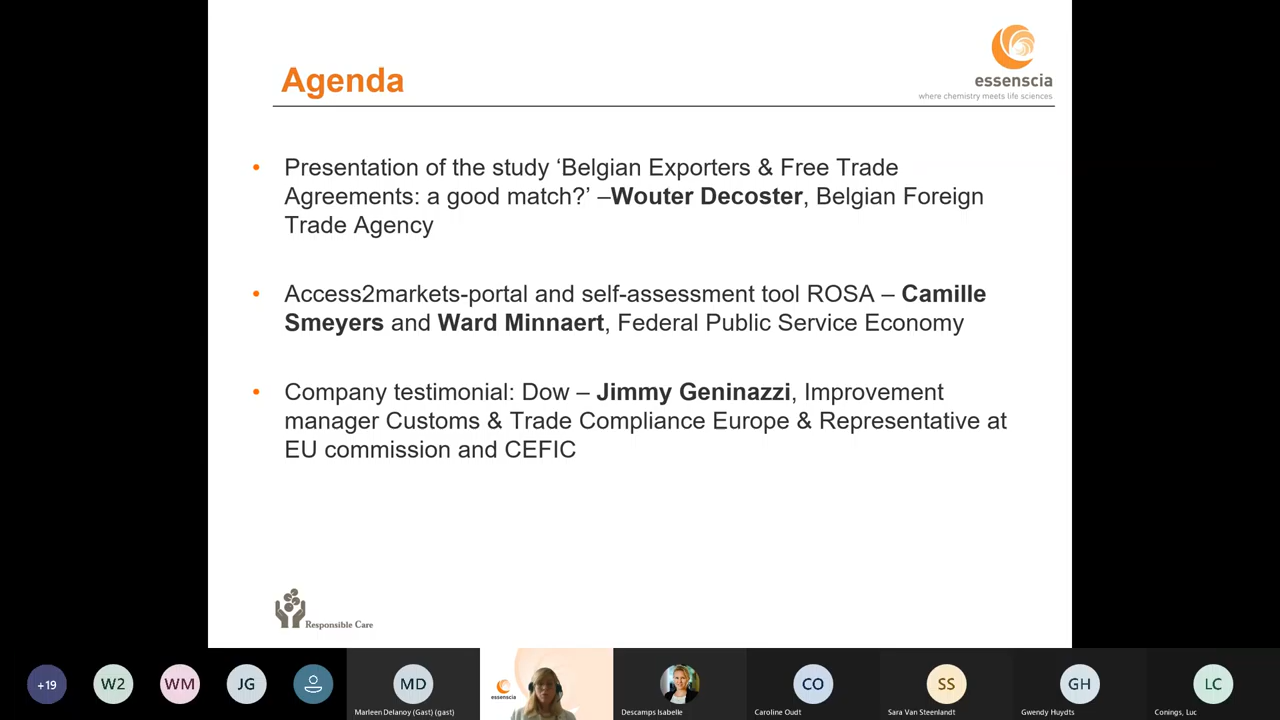 essenscia
where chemistry meets life sciences
Agenda
• Presentation of the study ‘Belgian Exporters & Free Trade
Agreements: a good match?’ –Wouter Decoster, Belgian Foreign
Trade Agency
• Access2markets-portal and self-assessment tool ROSA – Camille
Smeyers and Ward Minnaert, Federal Public Service Economy
• Company testimonial: Dow – Jimmy Geninazzi, Improvement
manager Customs & Trade Compliance Europe & Representative at
EU commission and CEFIC
Responsible Care
+19
W2
WM
JG
MD
Marleen Delanoy (Gast) (gast)
essenscia
Descamps Isabelle
CO
Caroline Oudt
SS
Sara Van Steenlandt
GH
Gwendy Huydts
LC
Conings, Luc